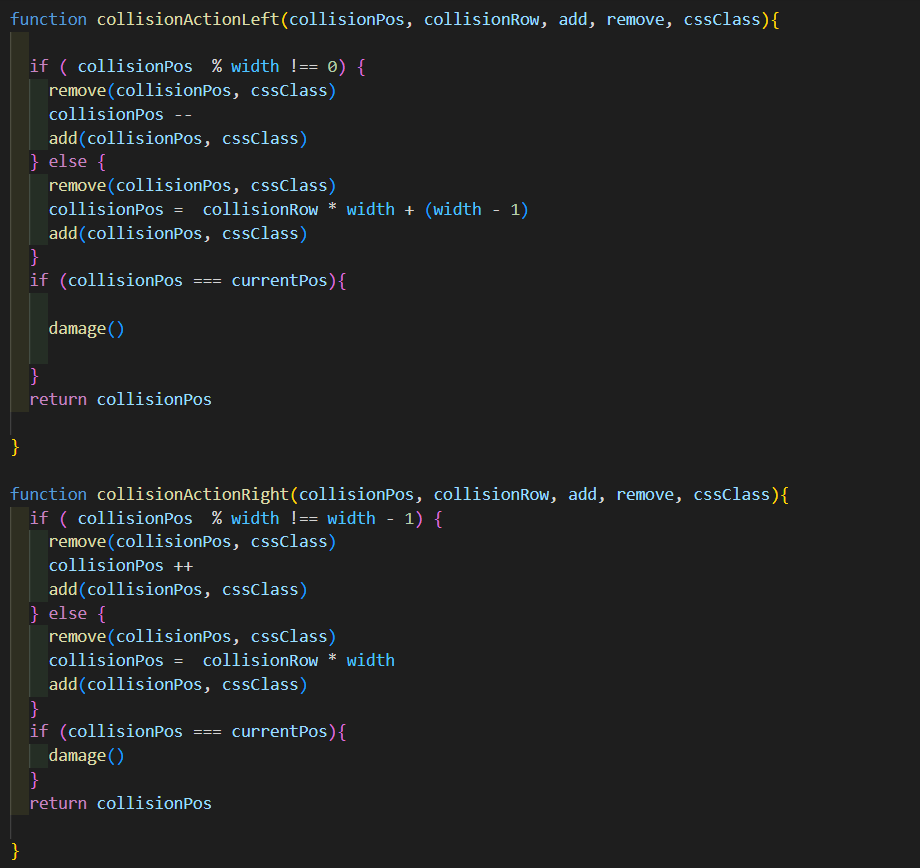 function collisionActionLeft(collisionPos, collisionRow, add, remove, cssClass){
if ( collisionPos  % width !== 0) {
remove(collisionPos, cssClass)
collisionPos --
add(collisionPos, cssClass)
} else {
remove(collisionPos, cssClass)
collisionPos =  collisionRow * width + (width - 1)
add(collisionPos, cssClass)
}
if (collisionPos === currentPos){
damage()
}
return collisionPos
}
function collisionActionRight(collisionPos, collisionRow, add, remove, cssClass){
if ( collisionPos  % width !== width - 1) {
remove(collisionPos, cssClass)
collisionPos ++
add(collisionPos, cssClass)
} else {
remove(collisionPos, cssClass)
collisionPos =  collisionRow * width
add(collisionPos, cssClass)
}
if (collisionPos === currentPos){
damage()
}
return collisionPos
}